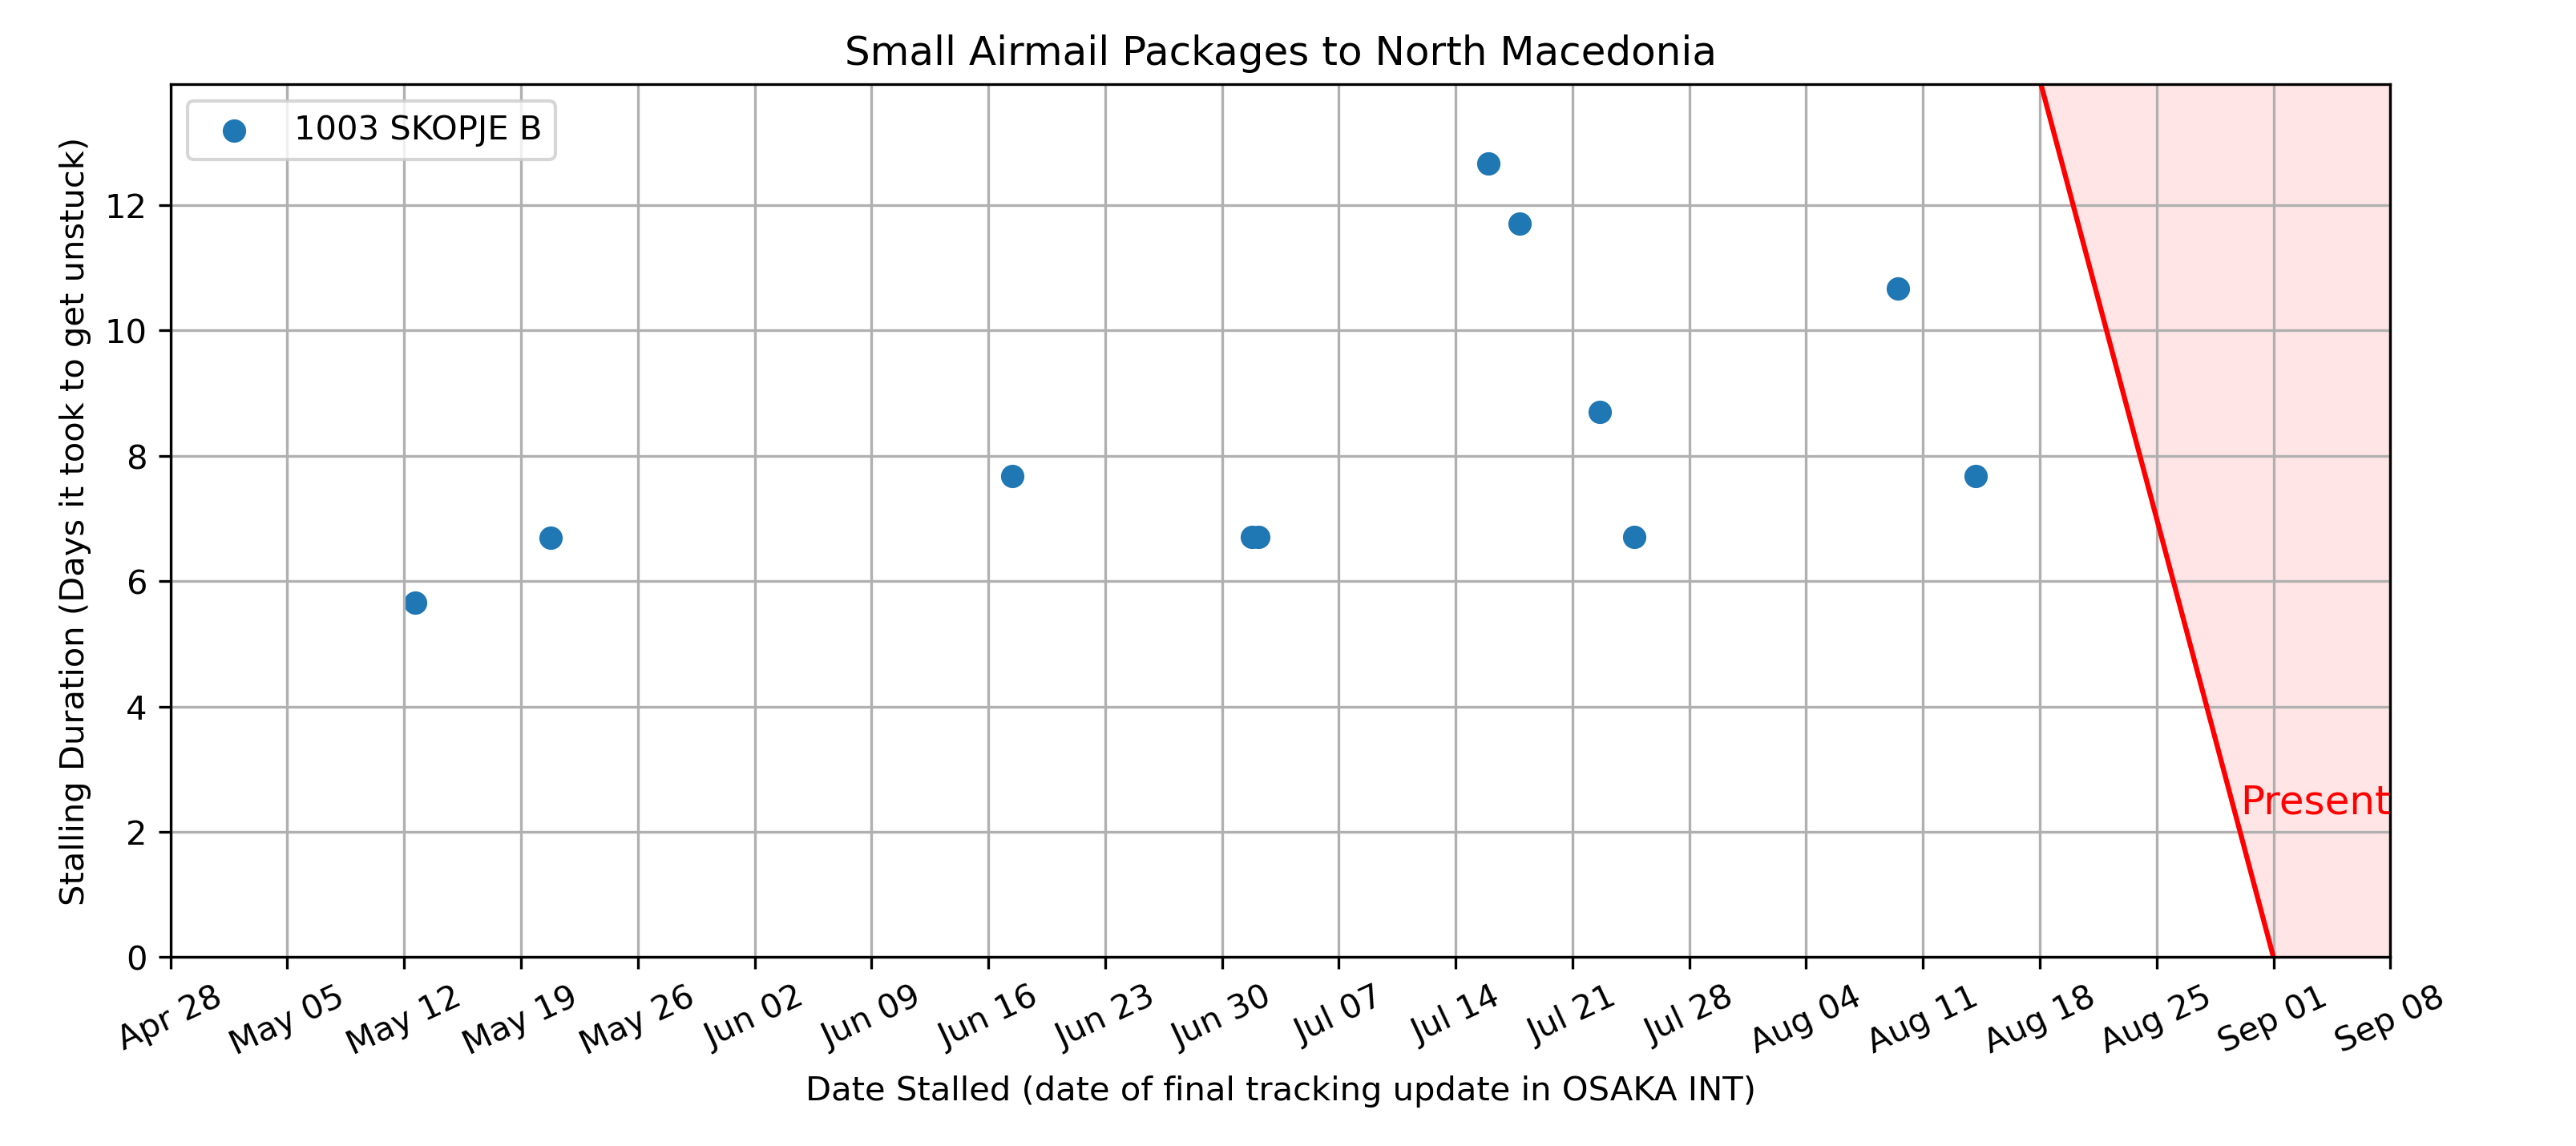 Small Airmail Packages to North Macedonia
1003 SKOPJE B
Stalling Duration (Days it took to get unstuck)
12
10
8
6
4
2
0
Present
Apr 28
May 05
May 12
May 19
May 26
Jun 02
Jun 09
Jun 16
Jun 23
Jun 30
Jul 07
Jul 14
Jul 21
Jul 28
Aug 04
Aug 11
Aug 18
Aug 25
Sep 01
Sep 08
Date Stalled (date of final tracking update in OSAKA INT)